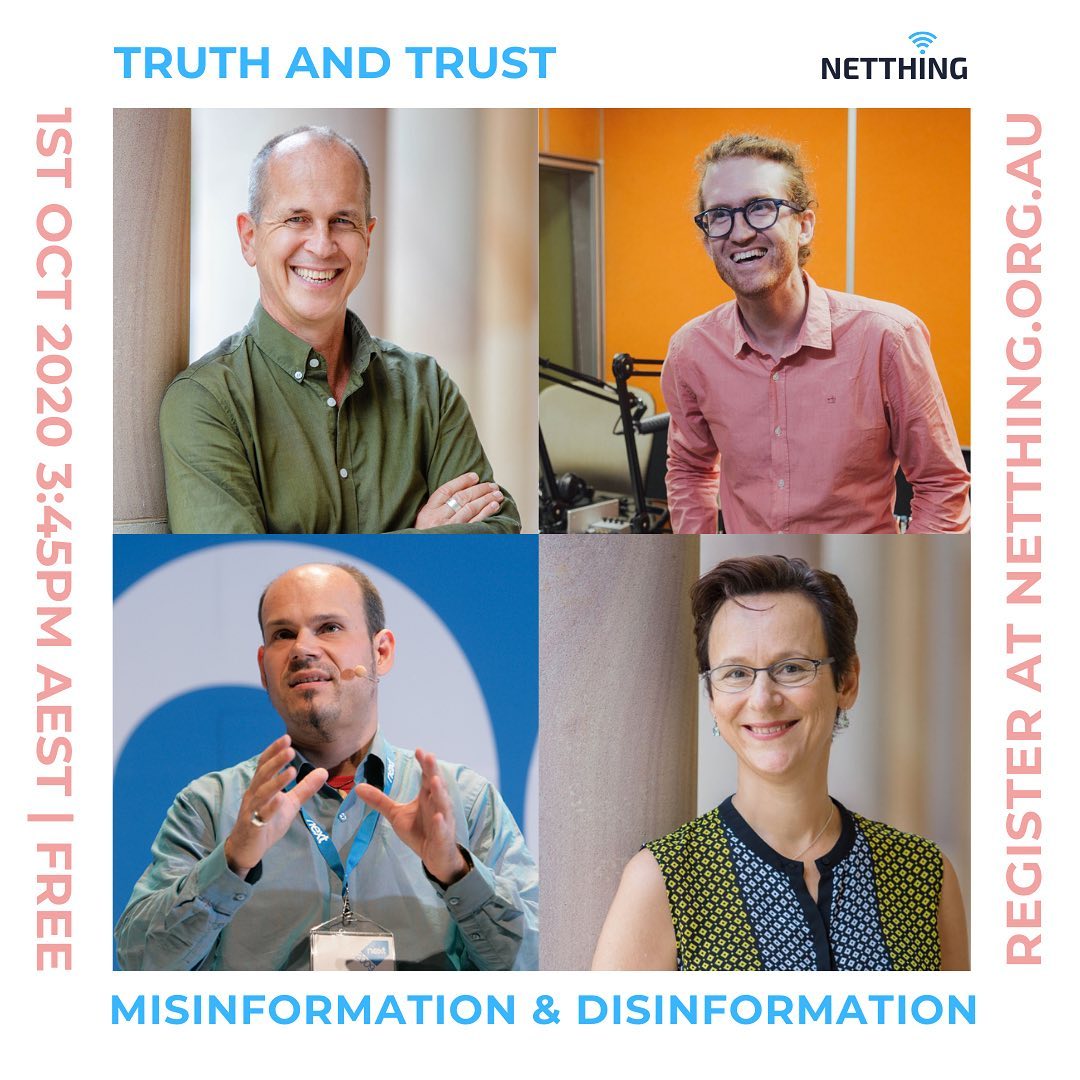 TRUTH AND TRUST
NETTHING
1ST OCT 2020 3:45PM AEST | FREE
REGISTER AT NETTHING.ORG.AU
next
next
MISINFORMATION & DISINFORMATION